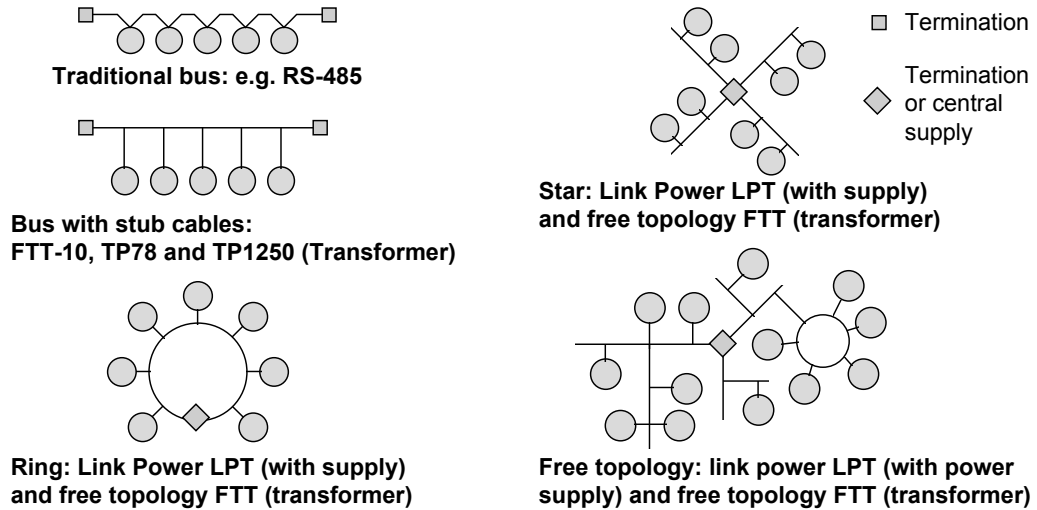 Traditional bus: e.g. RS-485
Bus with stub cables:
FTT-10, TP78 and TP1250 (Transformer)
Ring: Link Power LPT (with supply)
and free topology FTT (transformer)
Termination
Termination
or central
supply
Star: Link Power LPT (with supply)
and free topology FTT (transformer)
Free topology: link power LPT (with power
supply) and free topology FTT (transformer)